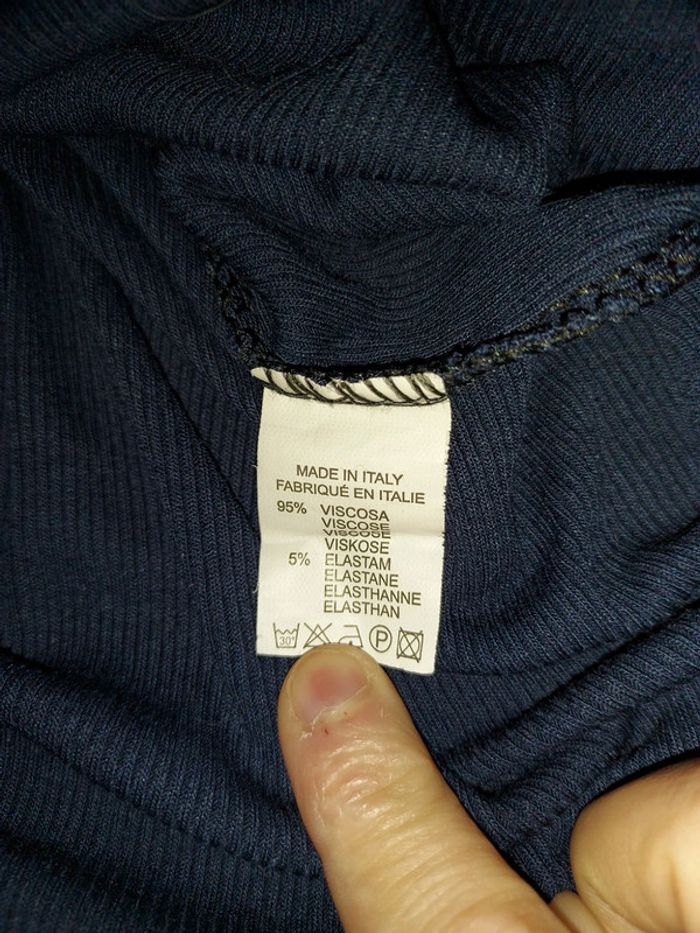 MADE IN ITALY
FABRIQUÉ EN ITALIE
95% VISCOSA
VISCOSE
VISCOSE
VISKOSE
5% ELASTAM
ELASTANE
ELASTHANNE
ELASTHAN
30° P